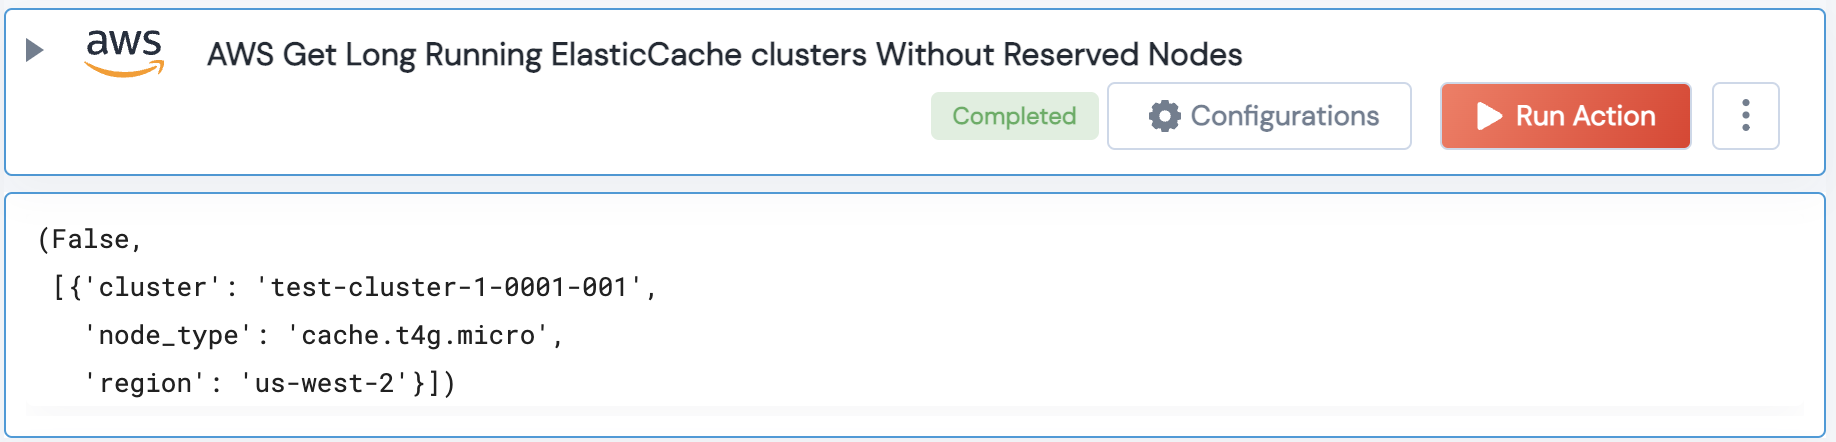 aws
AWS Get Long Running ElasticCache clusters Without Reserved Nodes
Completed
Configurations
Run Action
(False,
[{'cluster': 'test-cluster-1-0001-001',
'node_type': 'cache.t4g.micro',
'region': 'us-west-2'}])